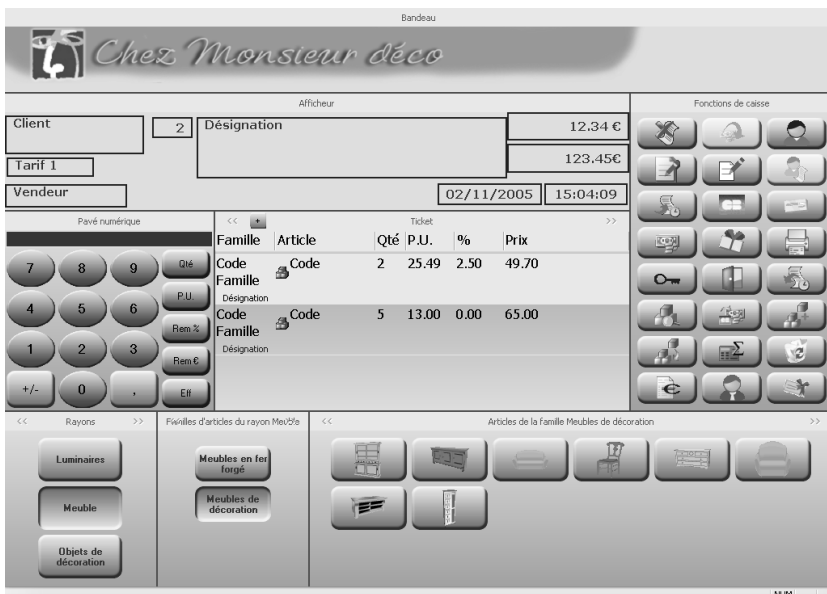 Bandeau
Chez Monsieur déco
Afficheur
Fonctions de caisse
Client
2
Désignation
12.34 €
123.45€
Tarif 1
Vendeur
02/11/2005
15:04:09
Pavé numérique
<< + Ticket >>
Famille Article Qté P.U. % Prix
Code Famille Code 2 25.49 2.50 49.70
Désignation
Code Famille Code 5 13.00 0.00 65.00
Désignation
7 8 9 Qté
4 5 6 P.U.
Rem %
1 2 3 Rem €
+/- 0 , Eff
<< Rayons >>
Familles d'articles du rayon Meuble
<< Articles de la famille Meubles de décoration >>
Luminaires
Meuble
Objets de
décoration
Meubles en fer
forgé
Meubles de
décoration
NUM